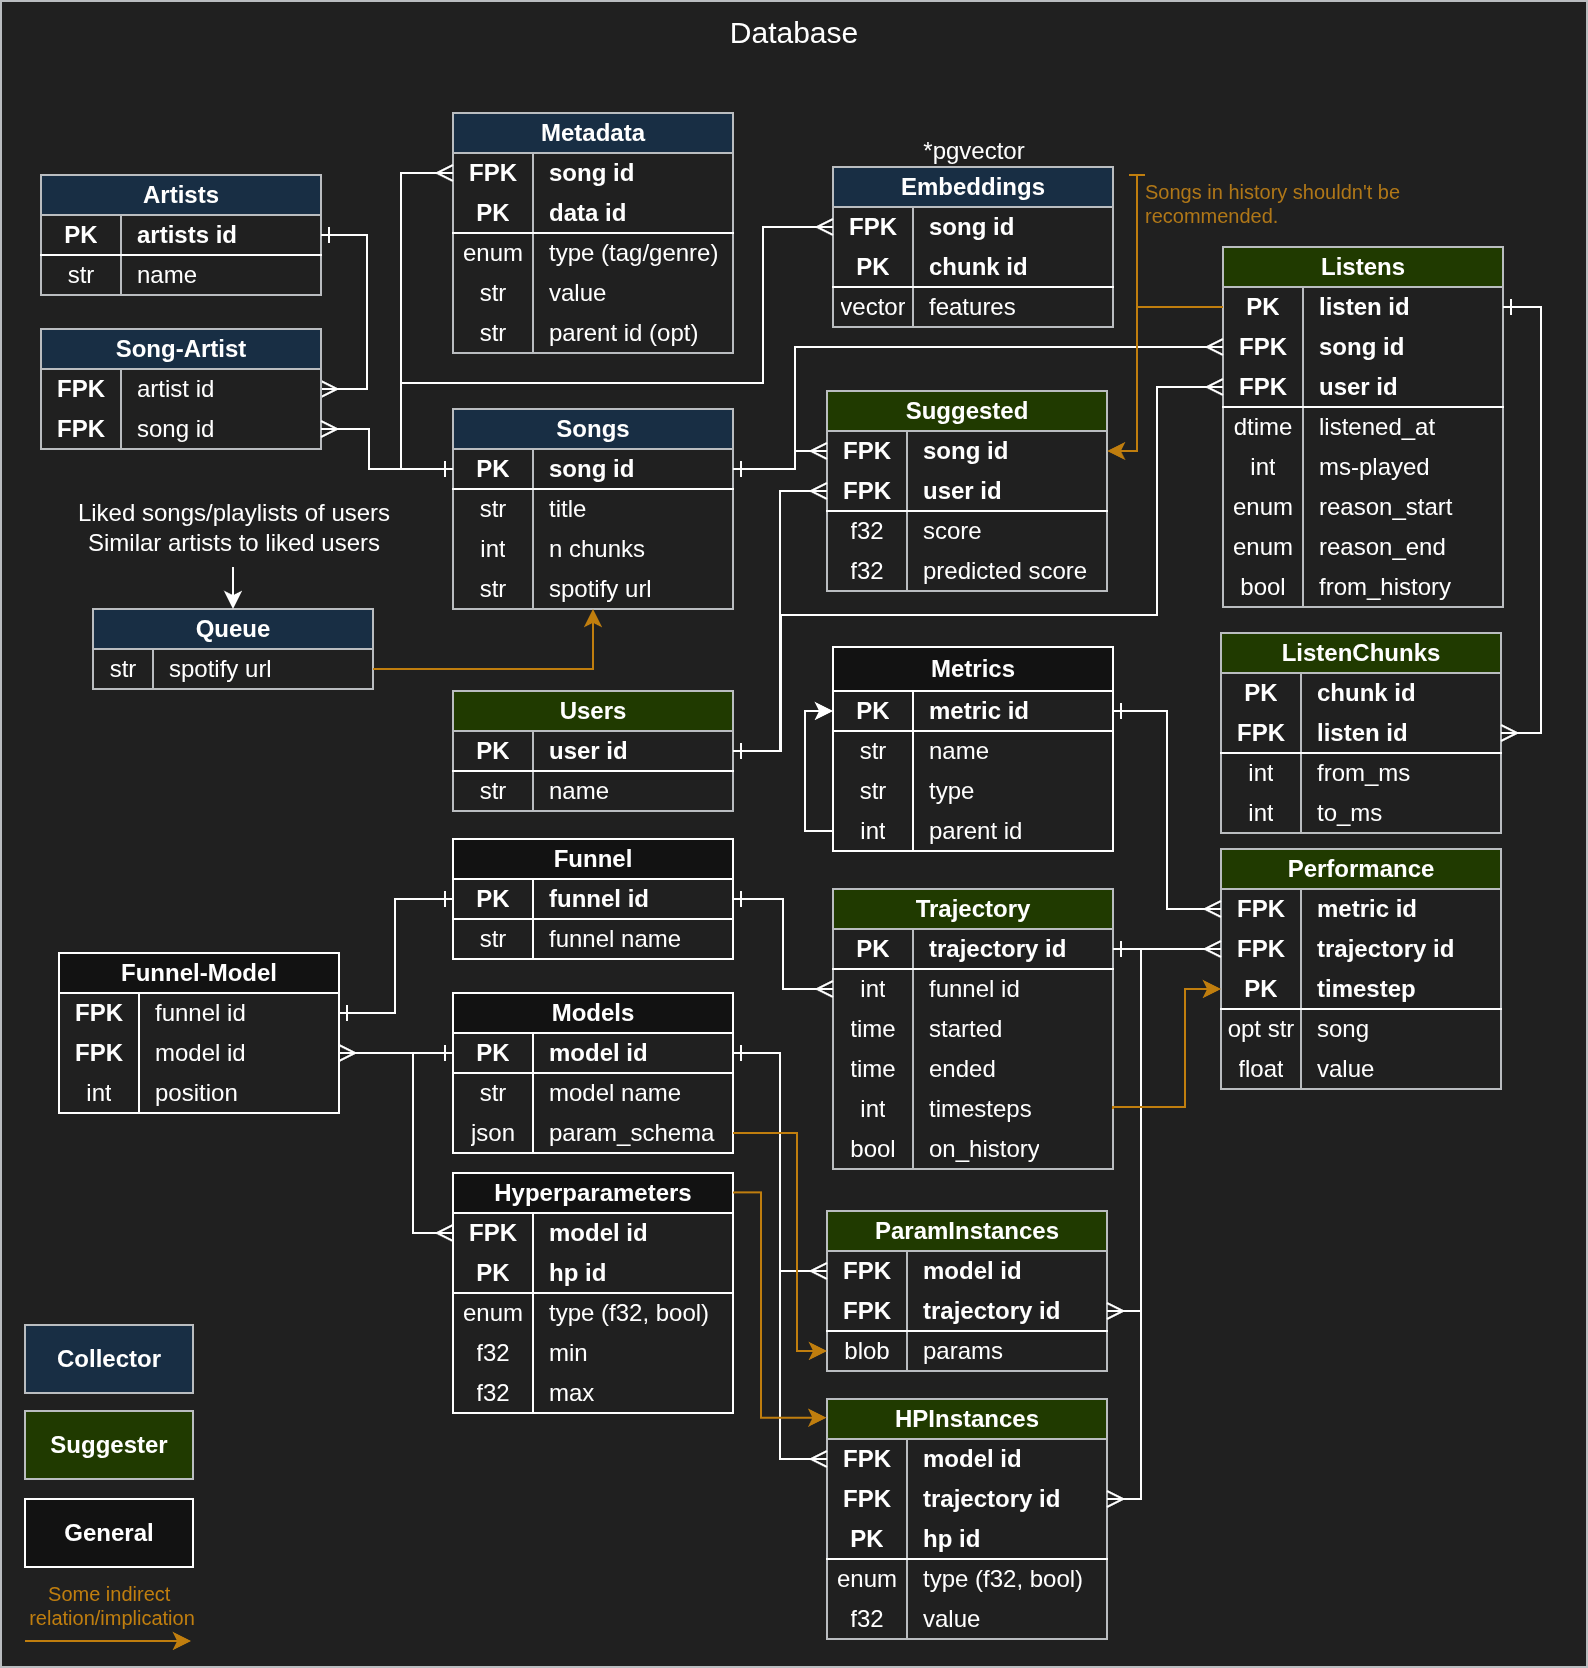 Database
Metadata
FPK song id
PK data id
enum type (tag/genre)
str value
str parent id (opt)
*pgvector
Embeddings
FPK song id
PK chunk id
vector features
Songs in history shouldn't be
recommended.
Artists
PK artists id
str name
Song-Artist
FPK artist id
FPK song id
Listens
PK listen id
FPK song id
FPK user id
dtime listened_at
int ms-played
enum reason_start
enum reason_end
bool from_history
Songs
PK song id
str title
int n chunks
str spotify url
Suggested
FPK song id
FPK user id
f32 score
f32 predicted score
Liked songs/playlists of users
Similar artists to liked users
Queue
str spotify url
Users
PK user id
str name
Metrics
PK metric id
str name
str type
int parent id
ListenChunks
PK chunk id
FPK listen id
int from_ms
int to_ms
Funnel
PK funnel id
str funnel name
Trajectory
PK trajectory id
int funnel id
time started
time ended
int timesteps
bool on_history
Performance
FPK metric id
FPK trajectory id
PK timestep
opt str song
float value
Funnel-Model
FPK funnel id
FPK model id
int position
Models
PK model id
str model name
json param_schema
Hyperparameters
FPK model id
PK hp id
enum type (f32, bool)
f32 min
f32 max
ParamInstances
FPK model id
FPK trajectory id
blob params
HPInstances
FPK model id
FPK trajectory id
PK hp id
enum type (f32, bool)
f32 value
Collector
Suggester
General
Some indirect
relation/implication